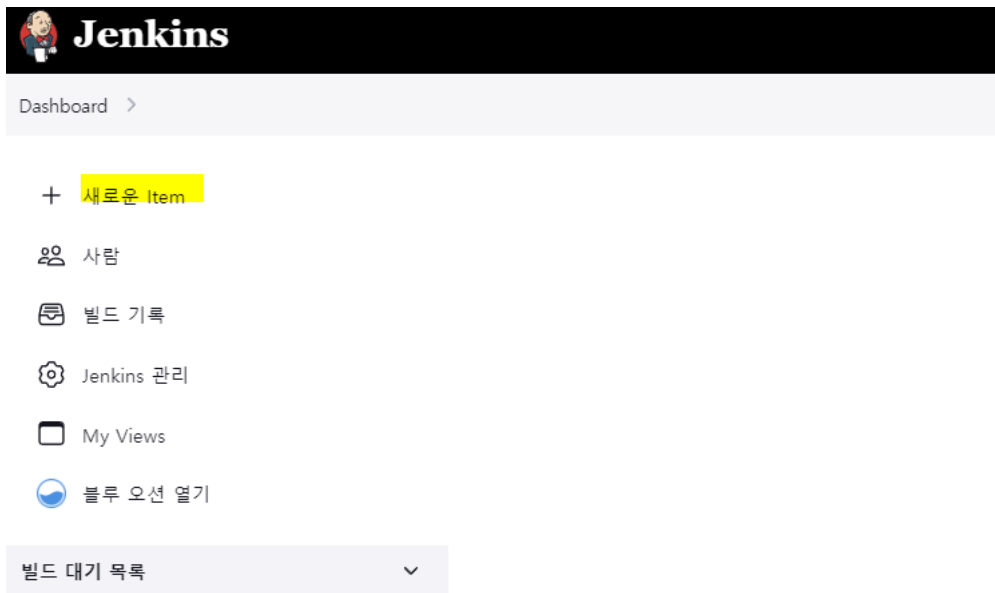 Jenkins
Dashboard
새로운 Item
사람
빌드 기록
Jenkins 관리
My Views
블루 오션 열기
빌드 대기 목록